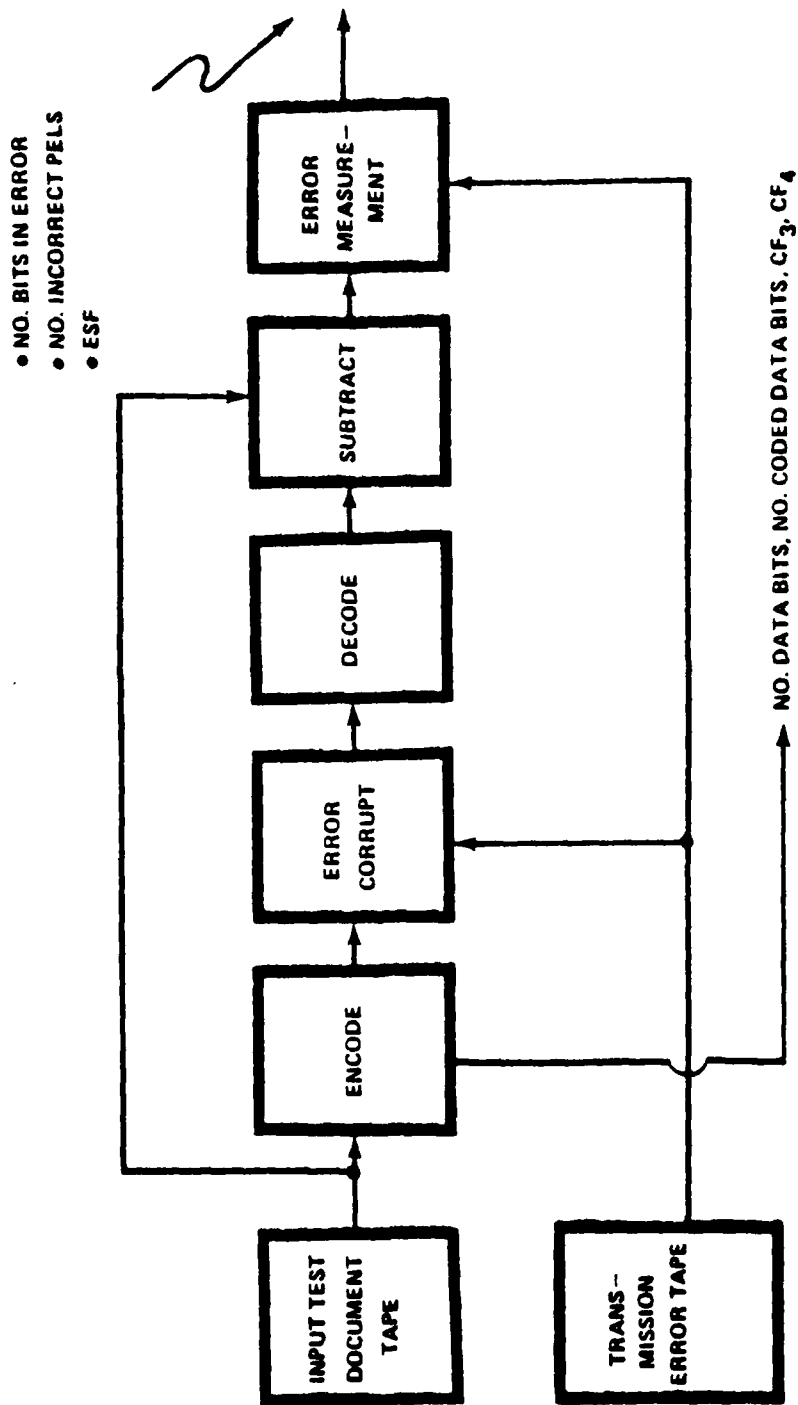 INPUT TEST
DOCUMENT
TAPE
ENCODE
ERROR
CORRUPT
DECODE
SUBTRACT
ERROR
MEASURE–
MENT
• NO. BITS IN ERROR
• NO. INCORRECT PELS
• ESF
TRANS–
MISSION
ERROR TAPE
NO. DATA BITS, NO. CODED DATA BITS, CF₃, CF₄